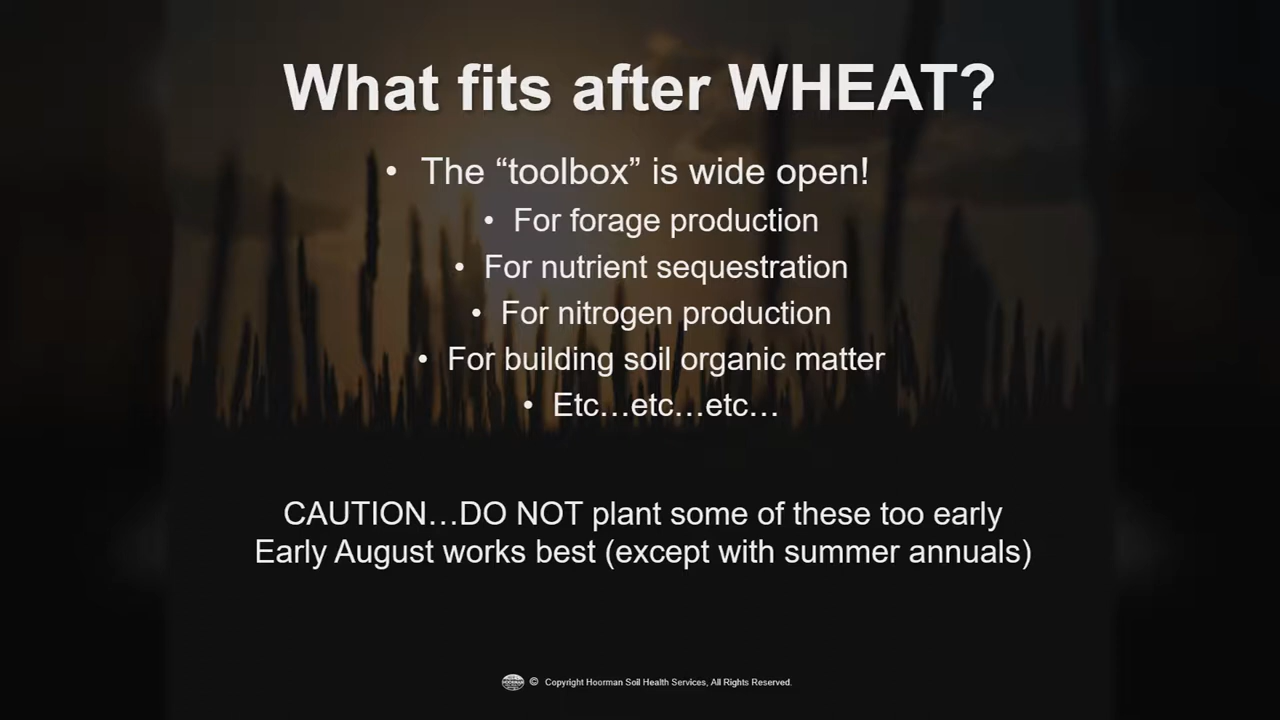 What fits after WHEAT?
• The “toolbox” is wide open!
• For forage production
• For nutrient sequestration
• For nitrogen production
• For building soil organic matter
• Etc…etc…etc…
CAUTION…DO NOT plant some of these too early
Early August works best (except with summer annuals)
HOORMAN © Copyright Hoorman Soil Health Services, All Rights Reserved.